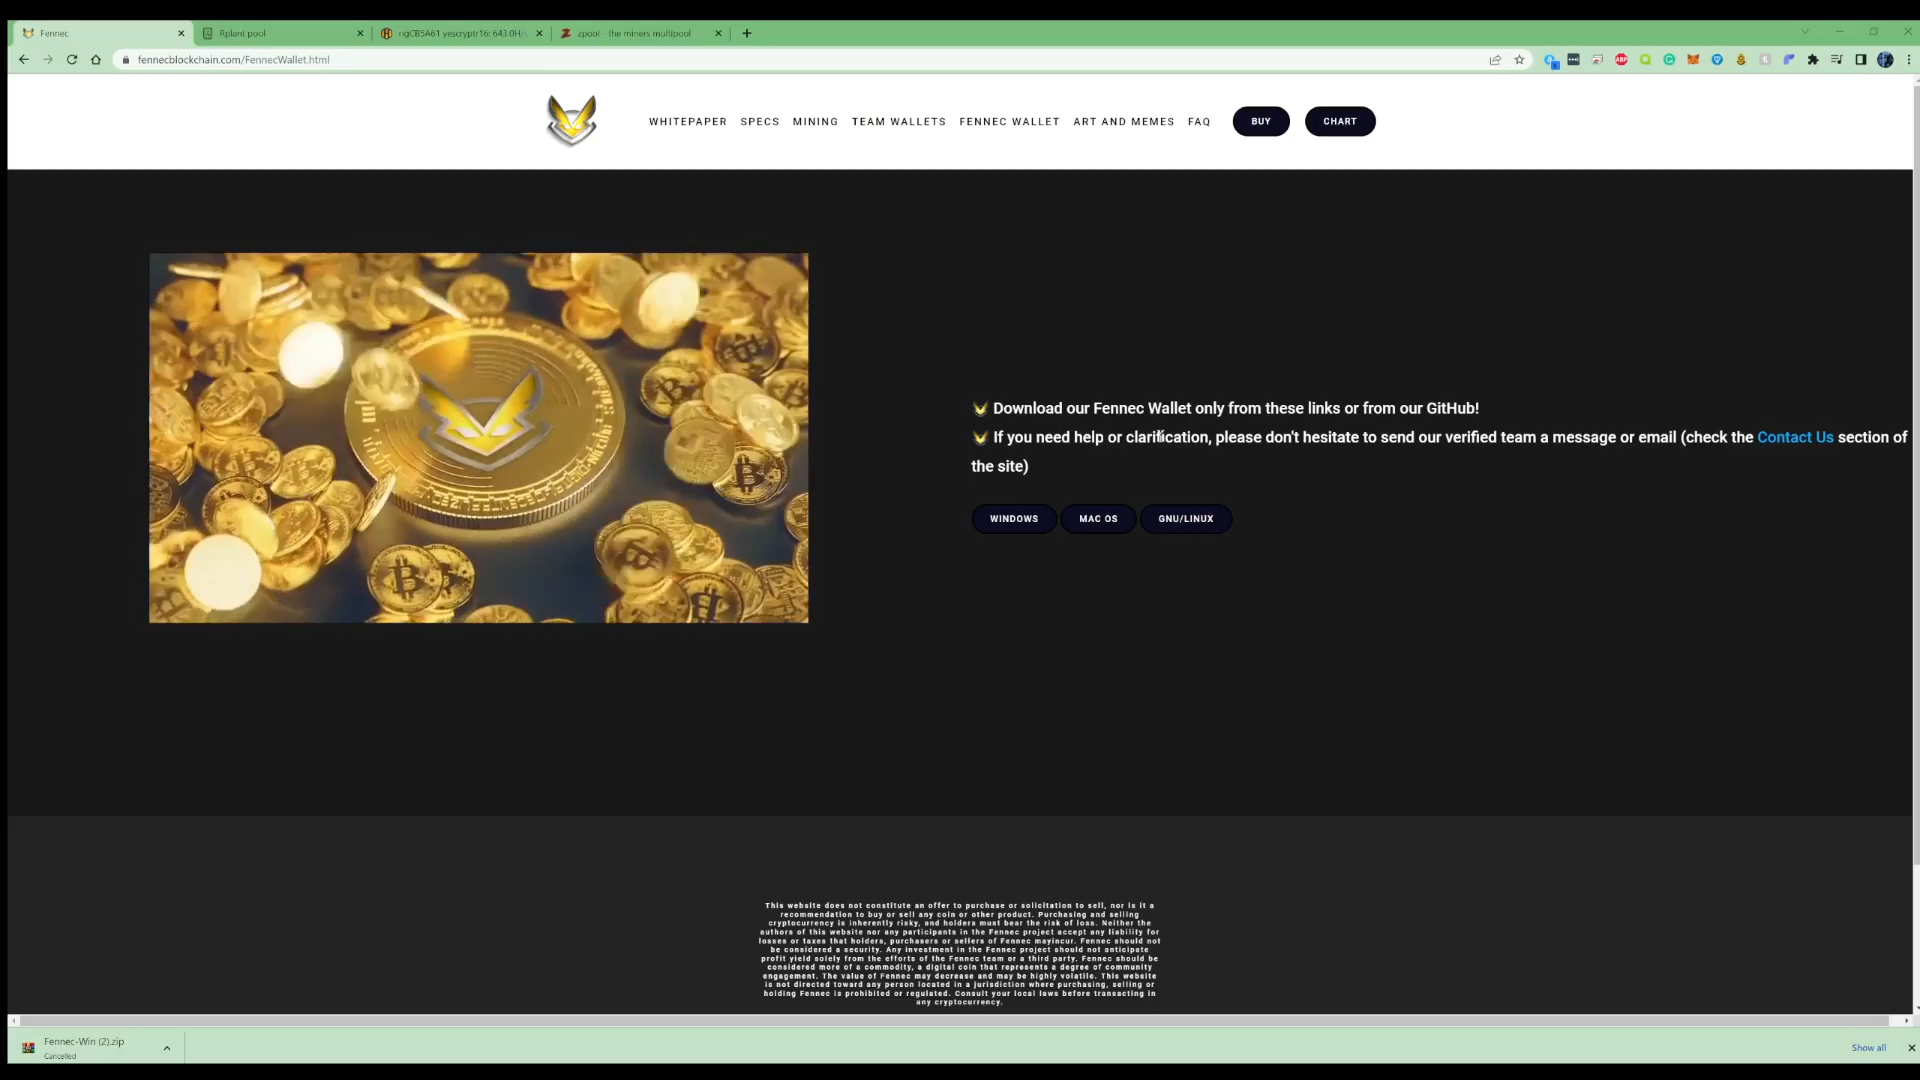 Fennec
Rplant pool
rigCB5A61 yescryptr16: 643.0H/
zpool - the miners multipool
fennecblockchain.com/FennecWallet.html
WHITEPAPER SPECS MINING TEAM WALLETS FENNEC WALLET ART AND MEMES FAQ BUY CHART
Download our Fennec Wallet only from these links or from our GitHub!
If you need help or clarification, please don't hesitate to send our verified team a message or email (check the Contact Us section of
the site)
WINDOWS MAC OS GNU/LINUX
This website does not constitute an offer to purchase or solicitation to sell, nor is it a
recommendation to buy or sell any coin or other product. Purchasing and selling
cryptocurrency is inherently risky, and holders must bear the risk of loss. Neither the
authors of this website nor any participants in the Fennec project accept any liability for
losses or taxes that holders, purchasers or sellers of Fennec mayincur. Fennec should not
be considered a security. Any investment in the Fennec project should not anticipate
profit yield solely from the efforts of the Fennec team or a third party. Fennec should be
considered more of a commodity, a digital coin that represents a degree of community
engagement. The value of Fennec may decrease and may be highly volatile. This website
is not directed toward any person located in a jurisdiction where purchasing, selling or
holding Fennec is prohibited or regulated. Consult your local laws before transacting in
any cryptocurrency.
Fennec-Win (2).zip
Cancelled
Show all